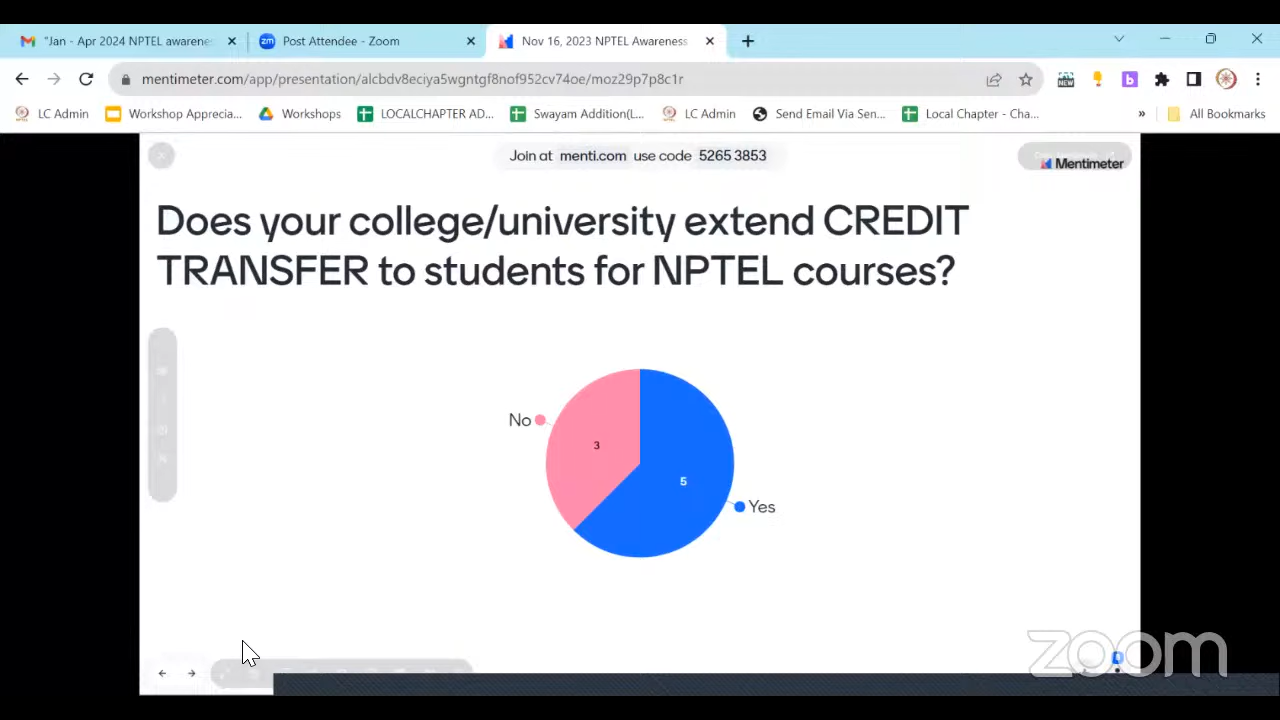 "Jan - Apr 2024 NPTEL awarene
Post Attendee - Zoom
Nov 16, 2023 NPTEL Awareness
mentimeter.com/app/presentation/alcbdv8eciya5wgntgf8nof952cv74oe/moz29p7p8c1r
LC Admin
Workshop Apprecia...
Workshops
LOCALCHAPTER AD...
Swayam Addition(L...
LC Admin
Send Email Via Sen...
Local Chapter - Cha...
»
All Bookmarks
Join at menti.com use code 5265 3853
Mentimeter
Does your college/university extend CREDIT
TRANSFER to students for NPTEL courses?
No
3
5
Yes
zoom